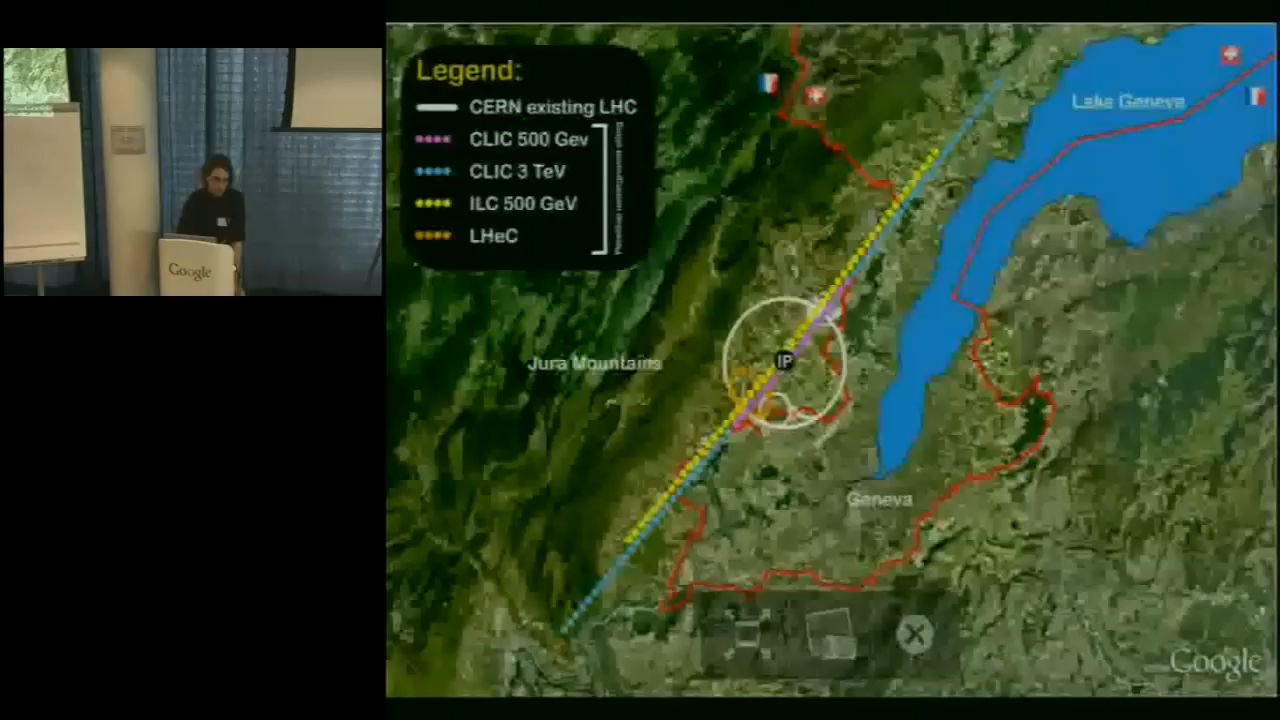 Google
Legend:
CERN existing LHC
CLIC 500 Gev
CLIC 3 TeV
ILC 500 GeV
LHeC
Lake Geneva
Jura Mountains
IP
Geneva
Google